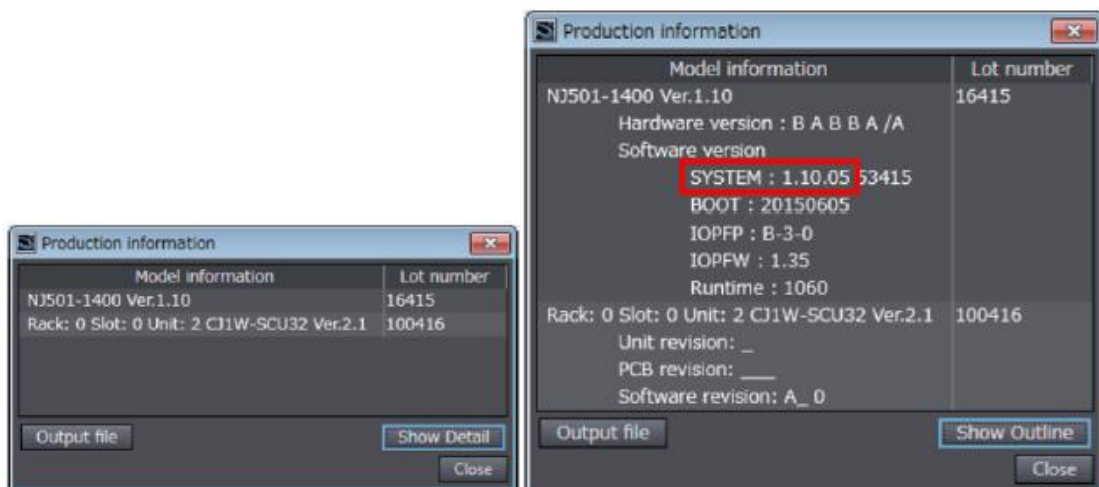 Production information
Model information Lot number
NJ501-1400 Ver.1.10 16415
Rack: 0 Slot: 0 Unit: 2 CJ1W-SCU32 Ver.2.1 100416
Output file Show Detail
Close
Production information
Model information Lot number
NJ501-1400 Ver.1.10 16415
Hardware version : B A B B A /A
Software version
SYSTEM : 1.10.05 53415
BOOT : 20150605
IOPFP : B-3-0
IOPFW : 1.35
Runtime : 1060
Rack: 0 Slot: 0 Unit: 2 CJ1W-SCU32 Ver.2.1 100416
Unit revision: _
PCB revision: ___
Software revision: A_ 0
Output file Show Outline
Close